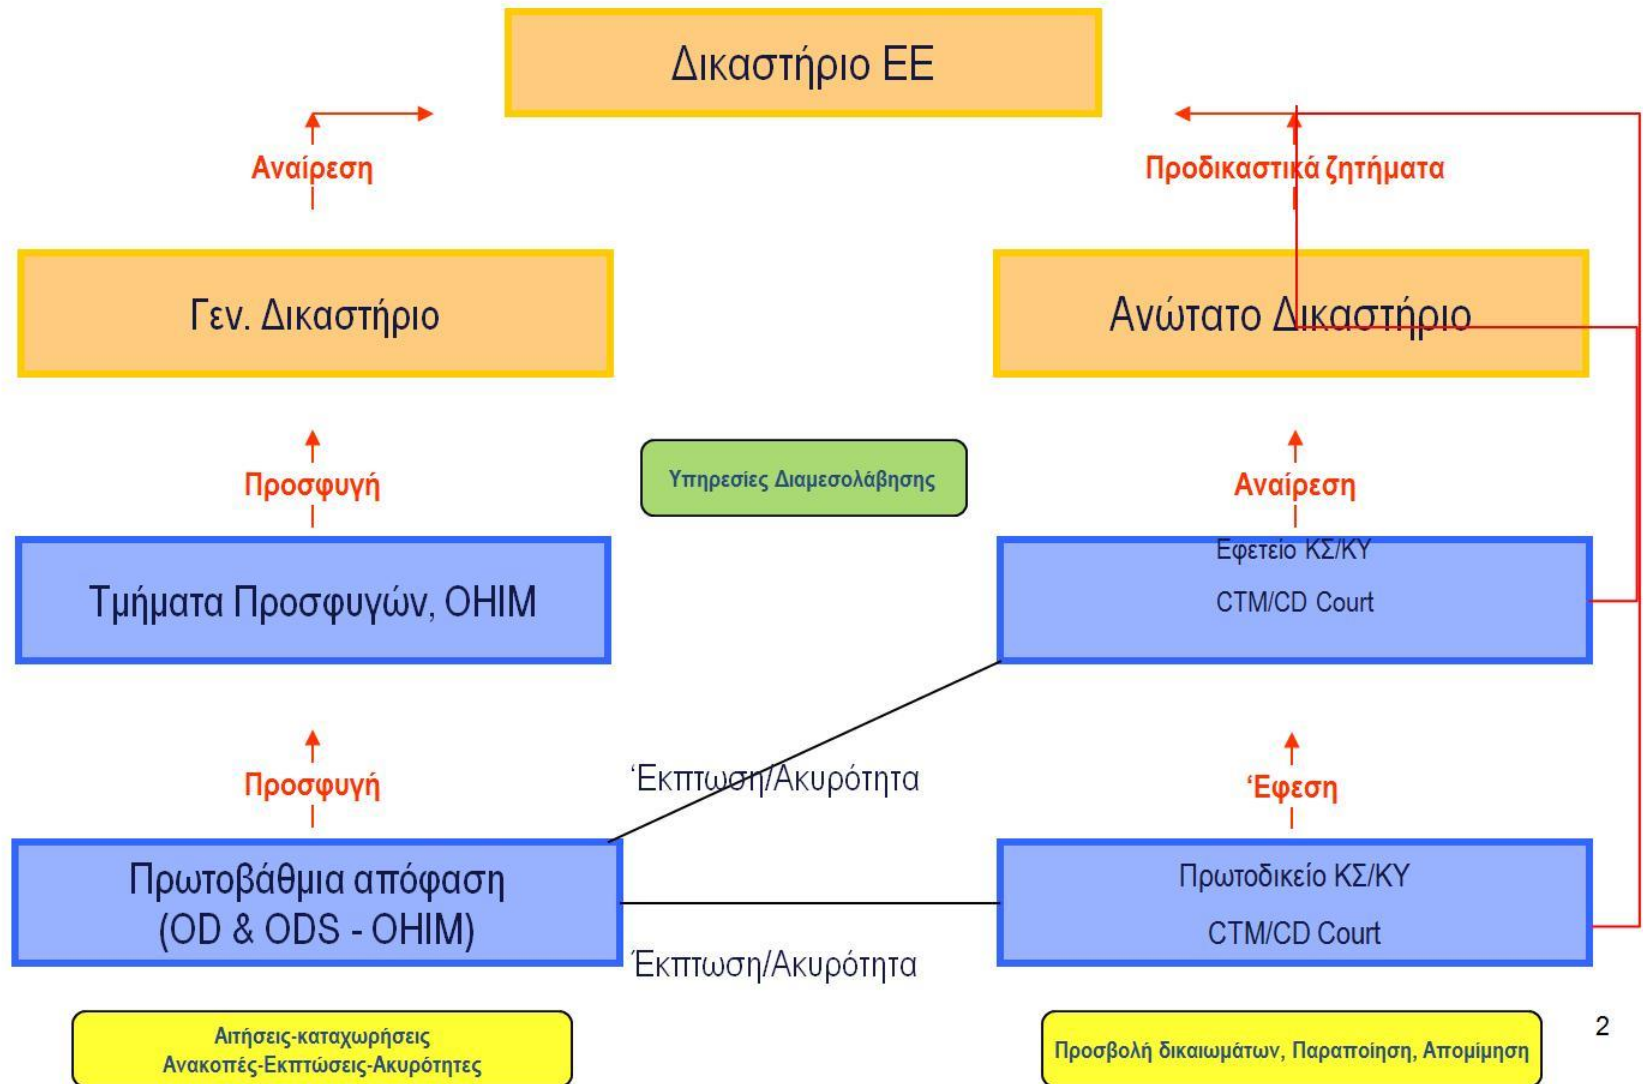 Δικαστήριο ΕΕ
Αναίρεση
Προδικαστικά ζητήματα
Γεν. Δικαστήριο
Ανώτατο Δικαστήριο
Προσφυγή
Υπηρεσίες Διαμεσολάβησης
Αναίρεση
Τμήματα Προσφυγών, OHIM
Εφετείο ΚΣ/ΚΥ
CTM/CD Court
Προσφυγή
‘Εκπτωση/Ακυρότητα
‘Εφεση
Πρωτοβάθμια απόφαση
(OD & ODS - OHIM)
Πρωτοδικείο ΚΣ/ΚΥ
CTM/CD Court
Έκπτωση/Ακυρότητα
Αιτήσεις-καταχωρήσεις
Ανακοπές-Εκπτώσεις-Ακυρότητες
Προσβολή δικαιωμάτων, Παραποίηση, Απομίμηση
2